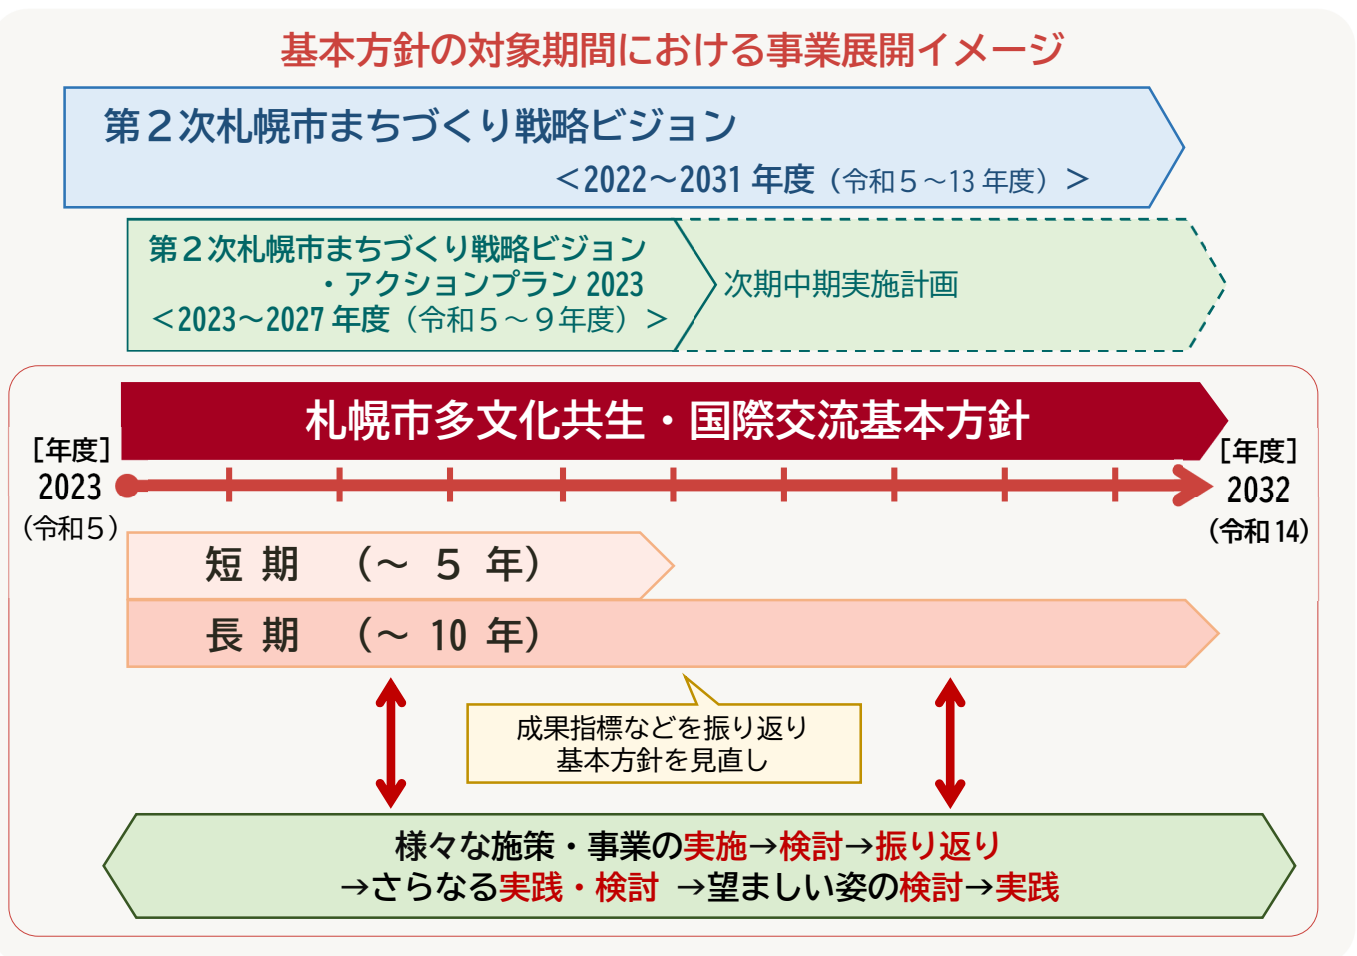 基本方針の対象期間における事業展開イメージ
第２次札幌市まちづくり戦略ビジョン
＜2022～2031 年度（令和５～13 年度）＞
第２次札幌市まちづくり戦略ビジョン
・アクションプラン 2023
＜2023～2027 年度（令和５～９年度）＞
次期中期実施計画
札幌市多文化共生・国際交流基本方針
［年度］
2023
（令和５）
［年度］
2032
（令和 14）
短 期 （～ ５ 年）
長 期 （～ 10 年）
成果指標などを振り返り
基本方針を見直し
様々な施策・事業の実施→検討→振り返り
→さらなる実践・検討 →望ましい姿の検討→実践